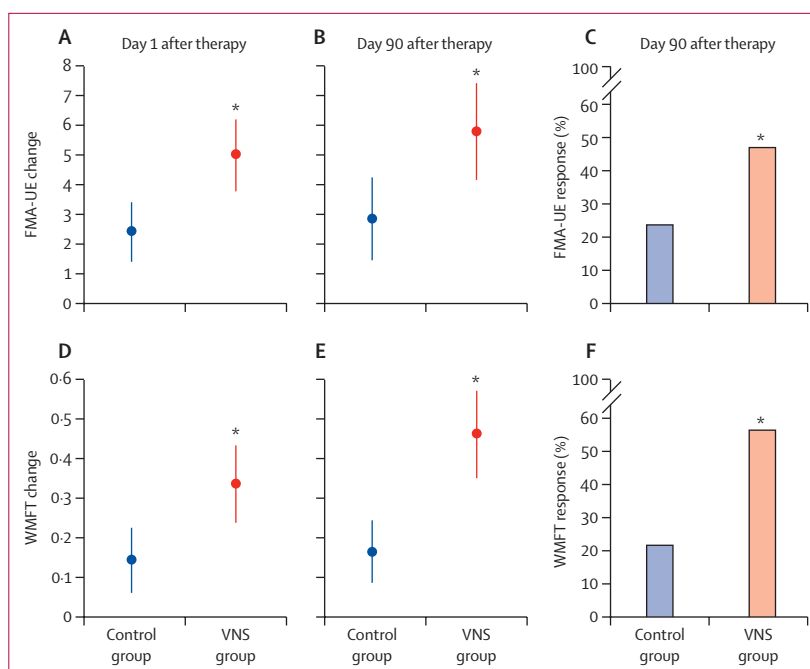 A
Day 1 after therapy
8
7
6
5
4
3
2
1
0
FMA-UE change
*
B
Day 90 after therapy
*
C
Day 90 after therapy
100
60
50
40
30
20
10
0
FMA-UE response (%)
*
D
0·6
0·5
0·4
0·3
0·2
0·1
0
WMFT change
*
Control
group
VNS
group
E
*
Control
group
VNS
group
F
100
60
50
40
30
20
10
0
WMFT response (%)
*
Control
group
VNS
group